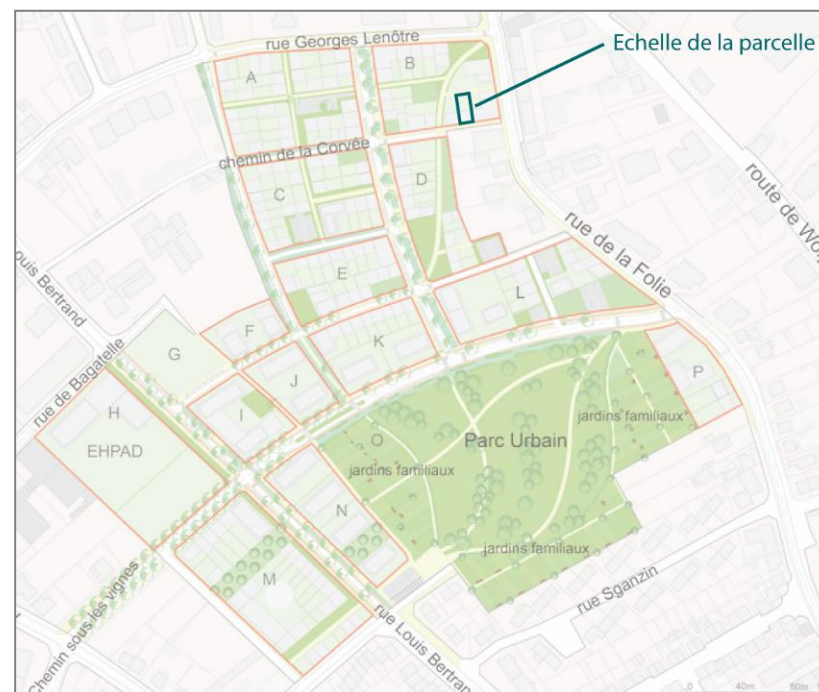 rue Georges Lenôtre
Echelle de la parcelle
A
B
chemin de la Corvée
C
D
route de Wo
rue de la Folie
E
L
Louis Bertrand
F
K
G
J
P
rue de Bagatelle
H
I
EHPAD
jardins familiaux
O
Parc Urbain
jardins familiaux
N
jardins familiaux
M
rue Sganzin
chemin sous les vignes
rue Louis Bertran
0 40m 80m